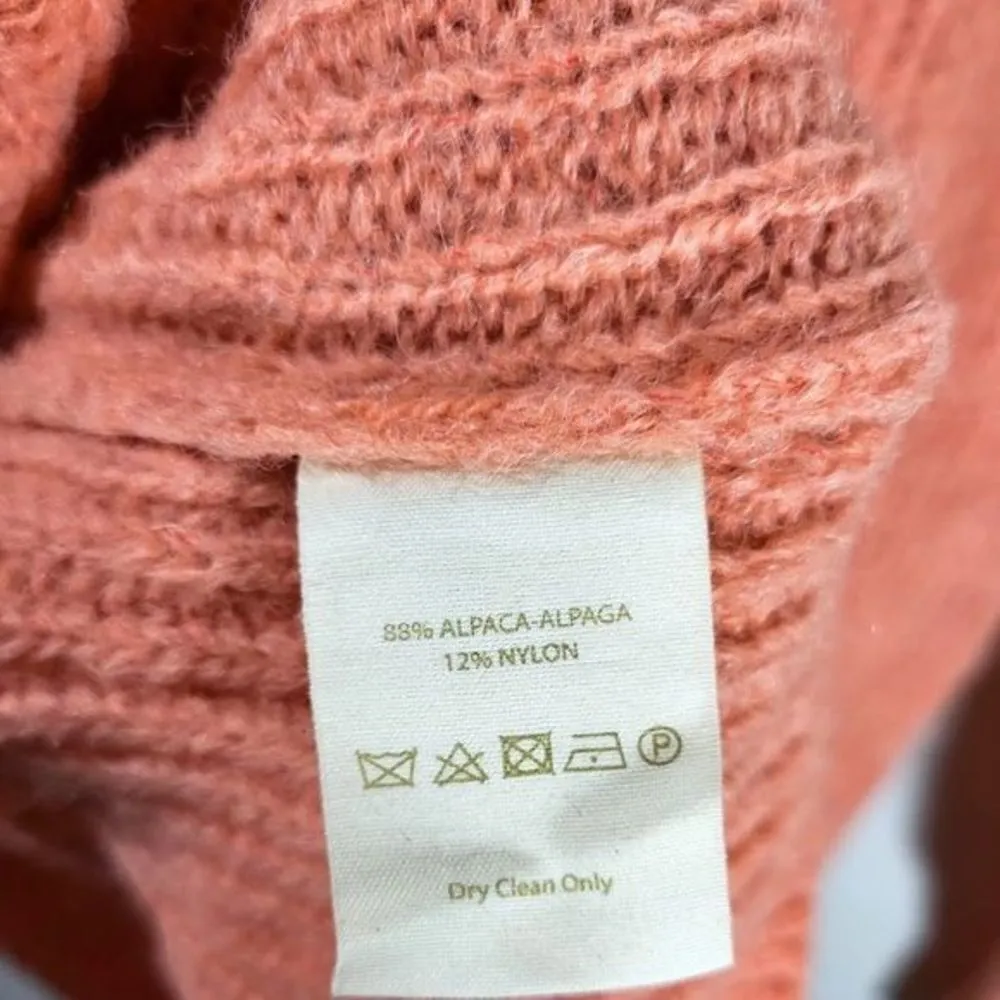 88% ALPACA-ALPAGA
12% NYLON
P
Dry Clean Only